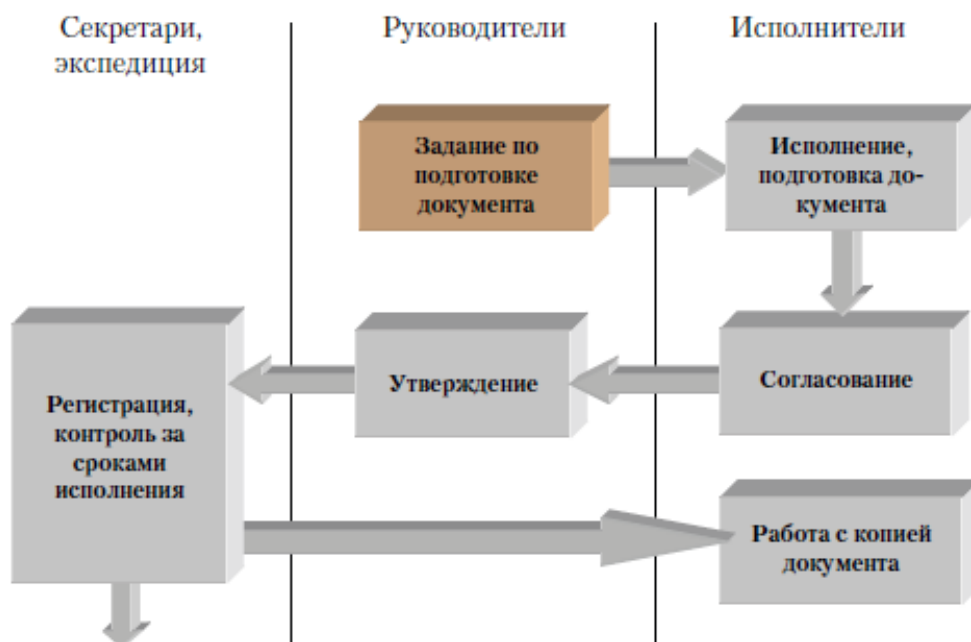 Секретари,
экспедиция
Руководители
Исполнители
Задание по
подготовке
документа
Исполнение,
подготовка до-
кумента
Регистрация,
контроль за
сроками
исполнения
Утверждение
Согласование
Работа с копией
документа